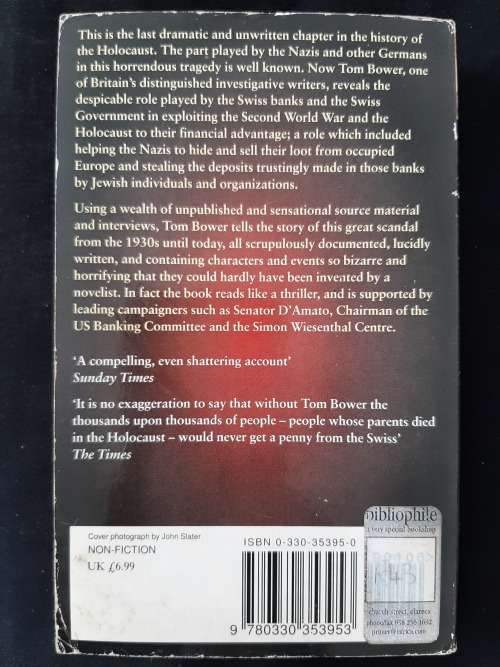 This is the last dramatic and unwritten chapter in the history of
the Holocaust. The part played by the Nazis and other Germans
in this horrendous tragedy is well known. Now Tom Bower, one
of Britain's distinguished investigative writers, reveals the
despicable role played by the Swiss banks and the Swiss
Government in exploiting the Second World War and the
Holocaust to their financial advantage; a role which included
helping the Nazis to hide and sell their loot from occupied
Europe and stealing the deposits trustingly made in those banks
by Jewish individuals and organizations.
Using a wealth of unpublished and sensational source material
and interviews, Tom Bower tells the story of this great scandal
from the 1930s until today, all scrupulously documented, lucidly
written, and containing characters and events so bizarre and
horrifying that they could hardly have been invented by a
novelist. In fact the book reads like a thriller, and is supported by
leading campaigners such as Senator D'Amato, Chairman of the
US Banking Committee and the Simon Wiesenthal Centre.
'A compelling, even shattering account'
Sunday Times
'It is no exaggeration to say that without Tom Bower the
thousands upon thousands of people – people whose parents died
in the Holocaust – would never get a penny from the Swiss'
The Times
Cover photograph by John Slater
NON-FICTION
UK £6.99
ISBN 0-330-35395-0
9 780330 353953
bibliophile
a very special bookshop
church street, clarens
phone/fax 058 256 1692